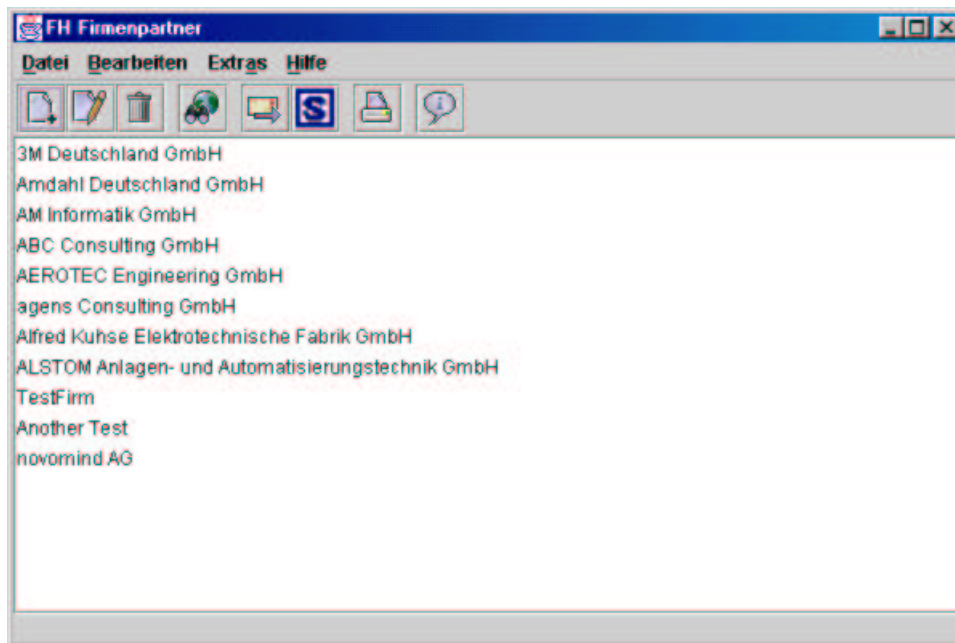 FH Firmenpartner
Datei Bearbeiten Extras Hilfe
S
3M Deutschland GmbH
Amdahl Deutschland GmbH
AM Informatik GmbH
ABC Consulting GmbH
AEROTEC Engineering GmbH
agens Consulting GmbH
Alfred Kuhse Elektrotechnische Fabrik GmbH
ALSTOM Anlagen- und Automatisierungstechnik GmbH
TestFirm
Another Test
novomind AG